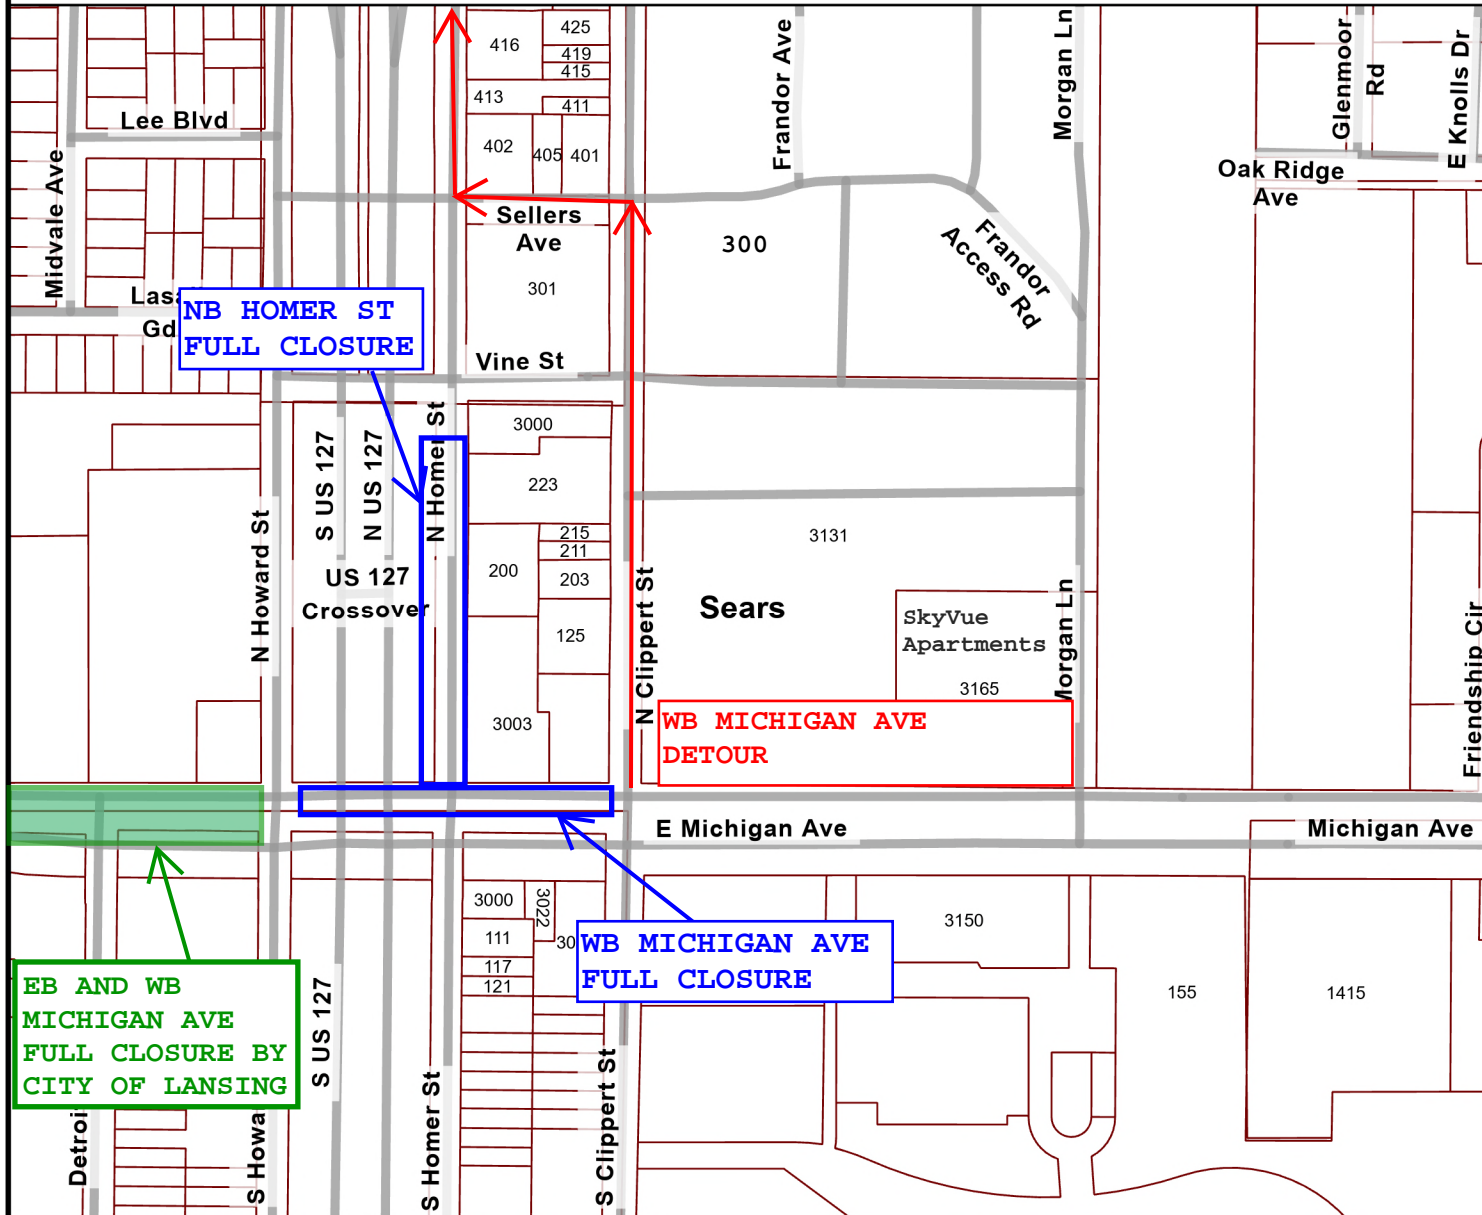 425
416
419
415
413
411
402
405
401
Lee Blvd
Midvale Ave
Frandor Ave
Morgan Ln
Glenmoor
Rd
E Knolls Dr
Oak Ridge
Ave
Sellers
Ave
300
Frandor
Access Rd
301
Gd
NB HOMER ST
FULL CLOSURE
Vine St
3000
S US 127
N US 127
N Homer St
223
N Howard St
215
211
200
203
US 127
Crossover
125
3131
Sears
SkyVue
Apartments
3165
N Clippert St
Morgan Ln
Friendship Cir
3003
WB MICHIGAN AVE
DETOUR
E Michigan Ave
Michigan Ave
3000
3022
30
111
117
121
WB MICHIGAN AVE
FULL CLOSURE
3150
155
1415
EB AND WB
MICHIGAN AVE
FULL CLOSURE BY
CITY OF LANSING
S US 127
S Homer St
S Clippert St